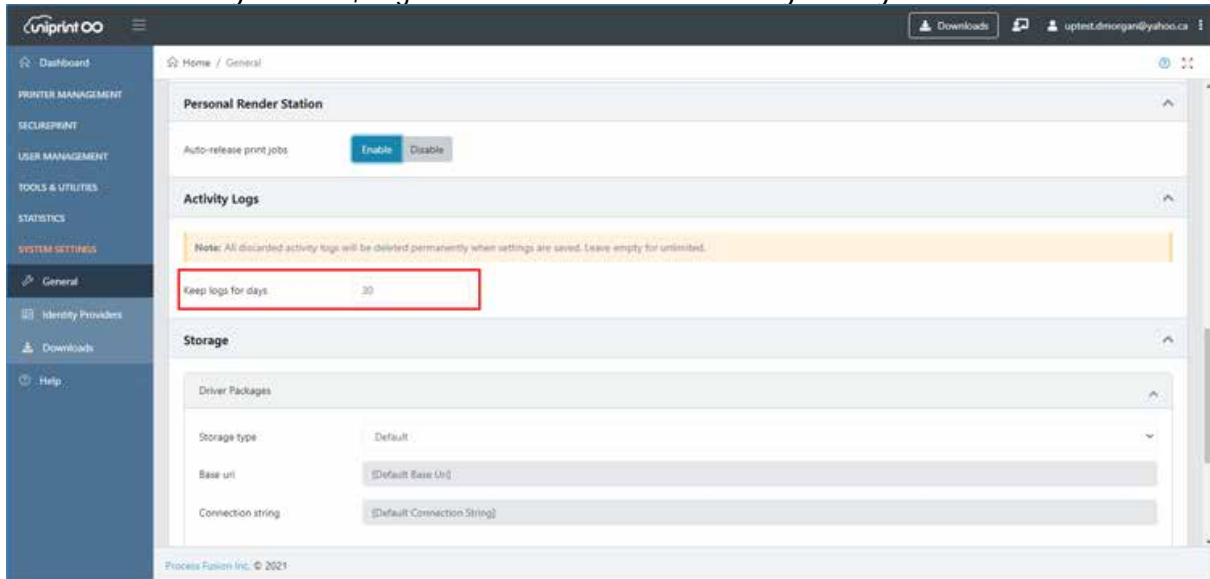 uniprint
Downloads
uptest.dmorgan@yahoo.ca
Dashboard
Home / General
PRINTER MANAGEMENT
SECUREPRINT
USER MANAGEMENT
TOOLS & UTILITIES
STATISTICS
SYSTEM SETTINGS
General
Identity Providers
Downloads
Help
Personal Render Station
Auto-release print jobs
Enable Disable
Activity Logs
Note: All discarded activity logs will be deleted permanently when settings are saved. Leave empty for unlimited.
Keep logs for days
Storage
Driver Packages
Storage type Default
Base uri [Default Base Uri]
Connection string [Default Connection String]
Process Fusion Inc. © 2021